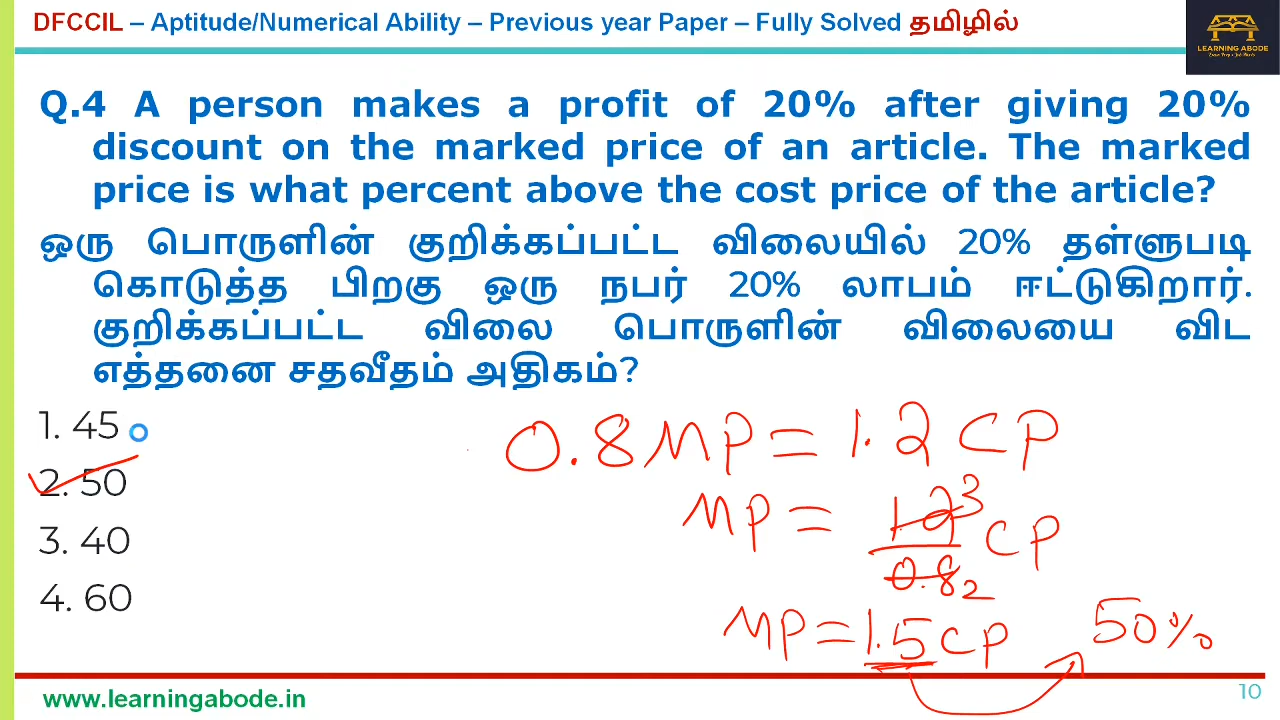 DFCCIL – Aptitude/Numerical Ability – Previous year Paper – Fully Solved தமிழில்
LEARNING ABODE
Q.4 A person makes a profit of 20% after giving 20%
discount on the marked price of an article. The marked
price is what percent above the cost price of the article?
ஒரு பொருளின் குறிக்கப்பட்ட விலையில் 20% தள்ளுபடி
கொடுத்த பிறகு ஒரு நபர் 20% லாபம் ஈட்டுகிறார்.
குறிக்கப்பட்ட விலை பொருளின் விலையை விட
எத்தனை சதவீதம் அதிகம்?
1. 45
2. 50
3. 40
4. 60
0.8 MP = 1.2 CP
MP = 1.2 3 CP
0.8 2
MP = 1.5 CP 50%
www.learningabode.in
10